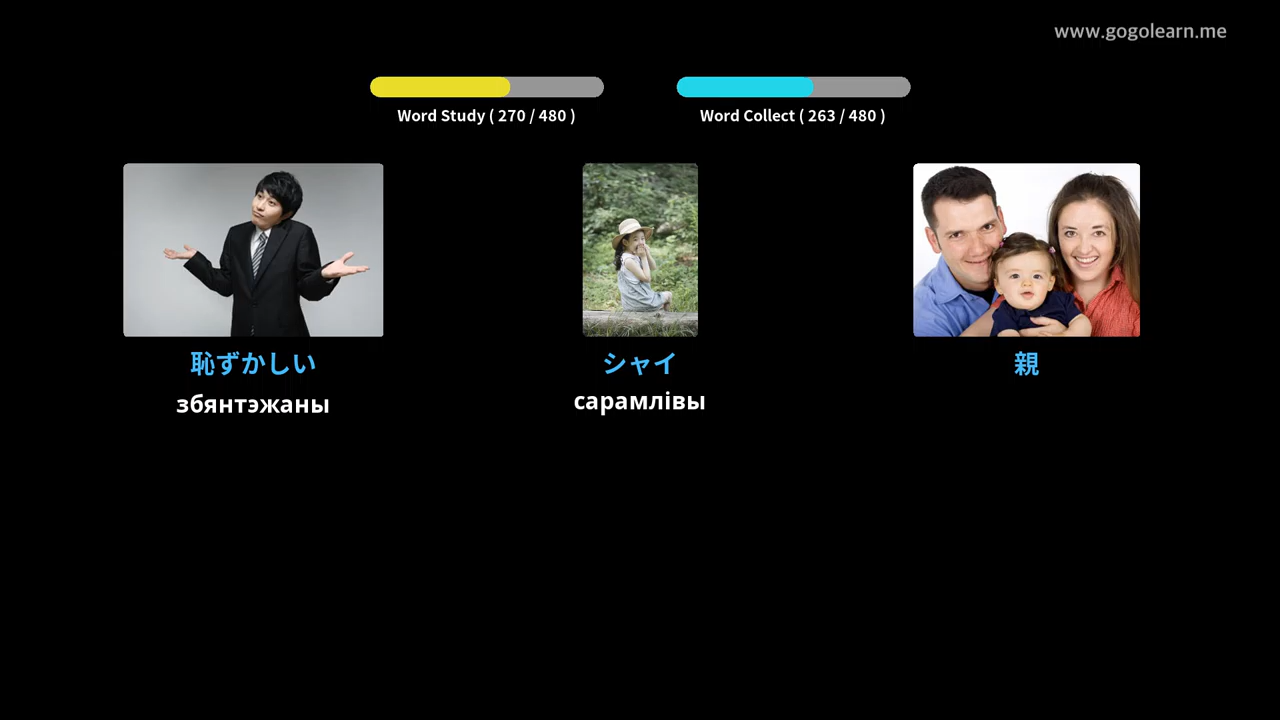 www.gogolearn.me
Word Study ( 270 / 480 )
Word Collect ( 263 / 480 )
恥ずかしい
シャイ
親
збянтэжаны
сарамлівы